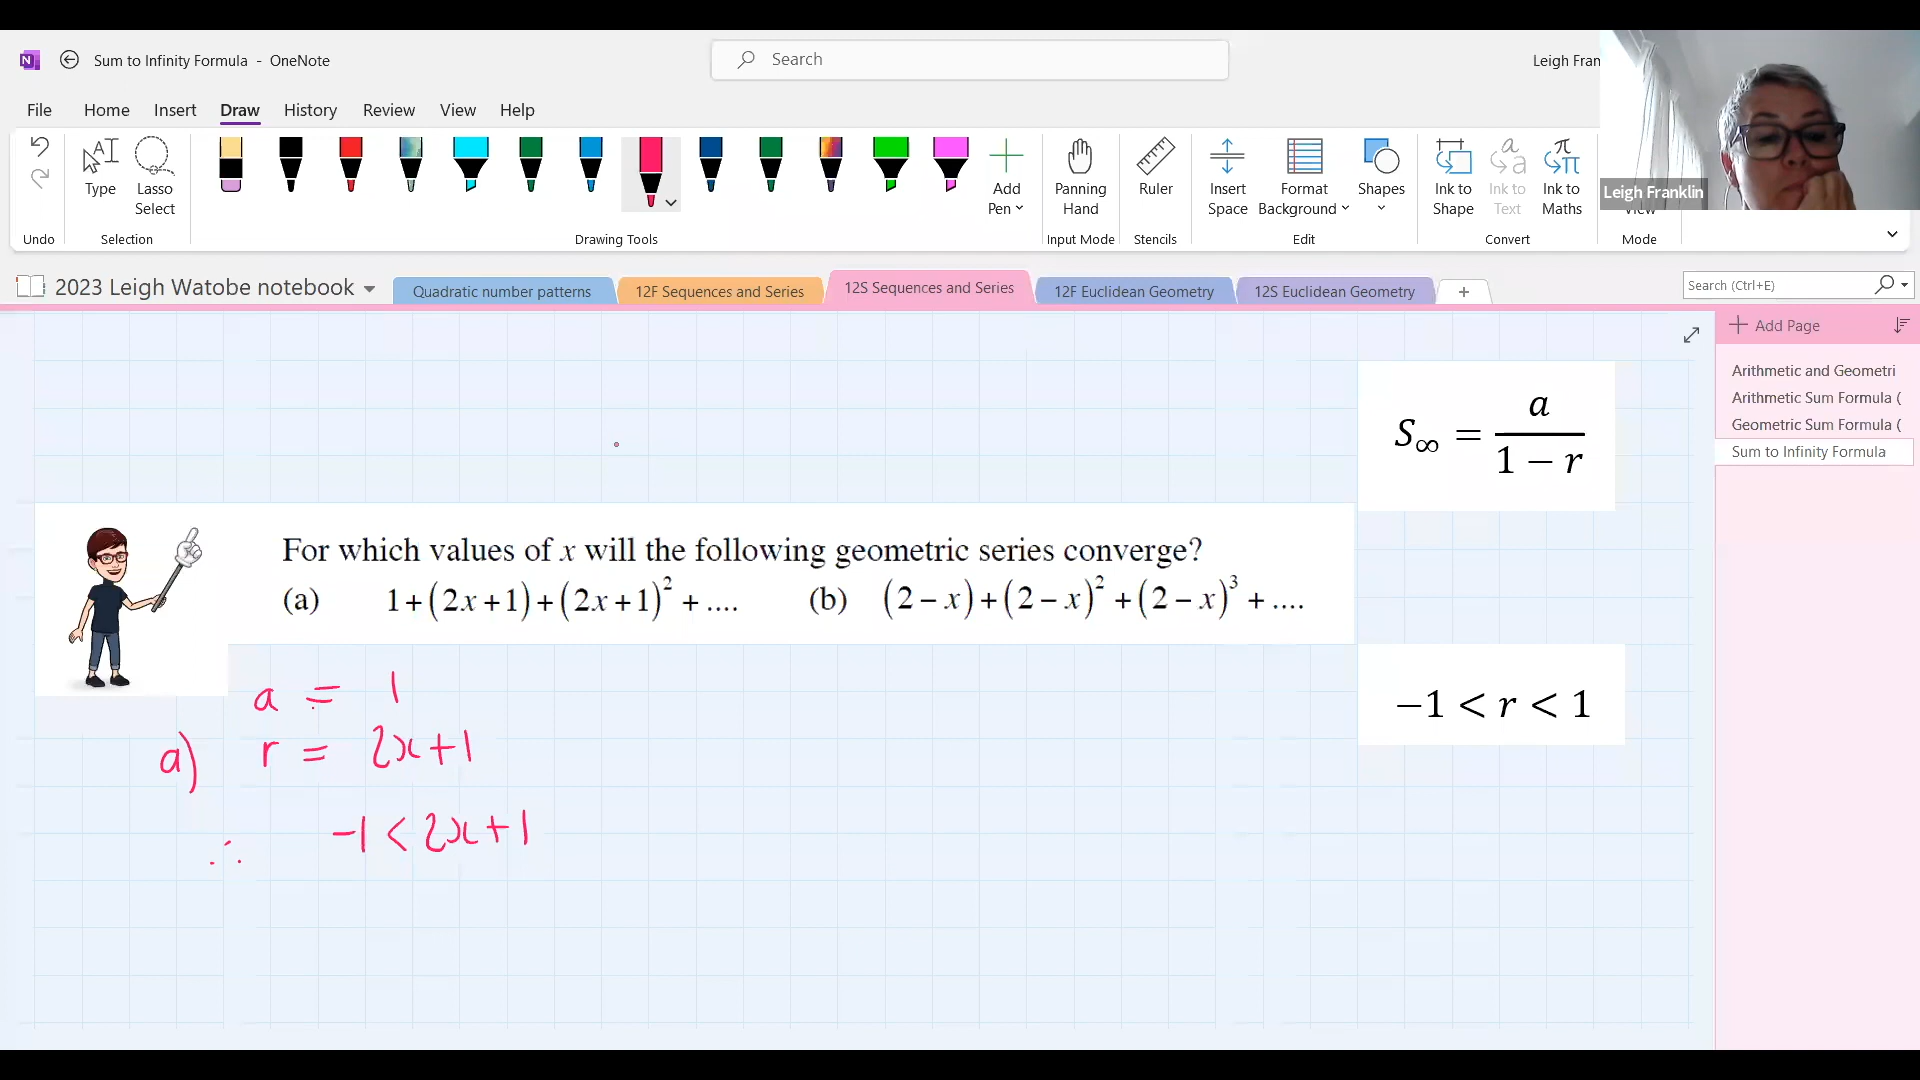 Sum to Infinity Formula - OneNote
Search
Leigh Fran
File Home Insert Draw History Review View Help
Undo
Type
Lasso Select
Selection
Drawing Tools
Add Pen
Panning Hand
Input Mode
Ruler
Stencils
Insert Space
Format Background
Shapes
Edit
Ink to Shape
Ink to Text
Ink to Maths
Convert
Leigh Franklin
View
Mode
2023 Leigh Watobe notebook
Quadratic number patterns
12F Sequences and Series
12S Sequences and Series
12F Euclidean Geometry
12S Euclidean Geometry
Search (Ctrl+E)
Add Page
Arithmetic and Geometri
Arithmetic Sum Formula (
Geometric Sum Formula (
Sum to Infinity Formula
S∞ = a / (1 − r)
For which values of x will the following geometric series converge?
(a) 1+(2x+1)+(2x+1)²+.... (b) (2−x)+(2−x)²+(2−x)³+....
−1 < r < 1
a = 1
a) r = 2x+1
∴ -1 < 2x+1